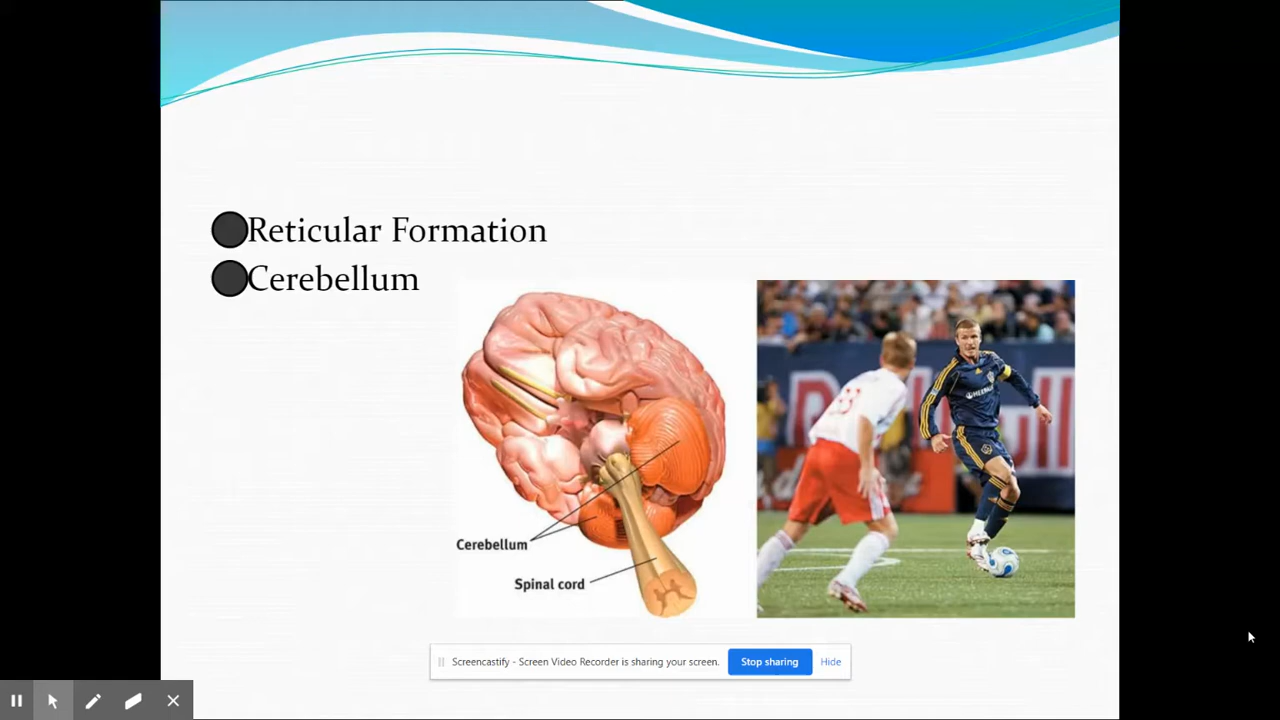 Reticular Formation
Cerebellum
Cerebellum
Spinal cord
Screencastify - Screen Video Recorder is sharing your screen.
Stop sharing
Hide